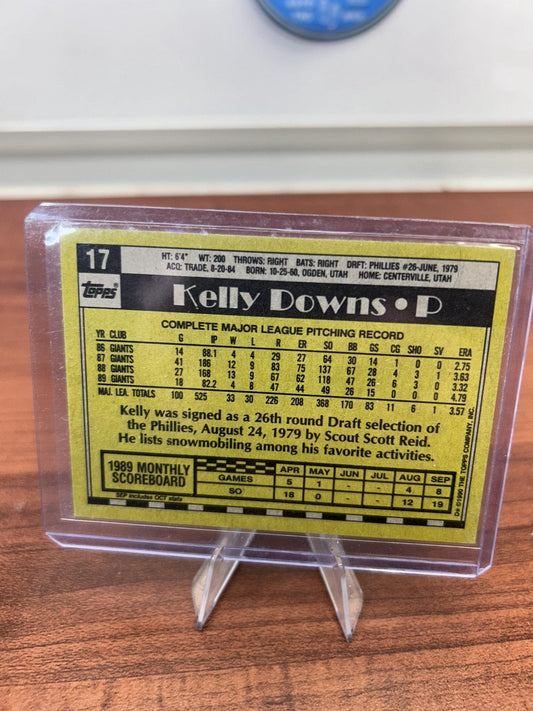 17
topps
HT: 6'4" WT: 200 THROWS: RIGHT BATS: RIGHT DRFT: PHILLIES #26-JUNE, 1979
ACQ: TRADE, 8-20-84 BORN: 10-25-60, OGDEN, UTAH HOME: CENTERVILLE, UTAH
Kelly Downs • P
COMPLETE MAJOR LEAGUE PITCHING RECORD
YR CLUB G IP W L R ER SO BB GS CG SHO SV ERA
86 GIANTS 14 88.1 4 4 29 27 64 30 14 1 0 0 2.75
87 GIANTS 41 186 12 9 83 75 137 67 28 4 3 1 3.63
88 GIANTS 27 168 13 9 67 62 118 47 26 6 3 0 3.32
89 GIANTS 18 82.2 4 8 47 44 49 26 15 0 0 0 4.79
MAJ. LEA. TOTALS 100 525 33 30 226 208 368 170 83 11 6 1 3.57
Kelly was signed as a 26th round Draft selection of
the Phillies, August 24, 1979 by Scout Scott Reid.
He lists snowmobiling among his favorite activities.
1989 MONTHLY
SCOREBOARD
SEP includes OCT stats
APR MAY JUN JUL AUG SEP
GAMES 5 1 - - 4 8
SO 18 0 - - 12 19
D* ©1990 THE TOPPS COMPANY, INC.